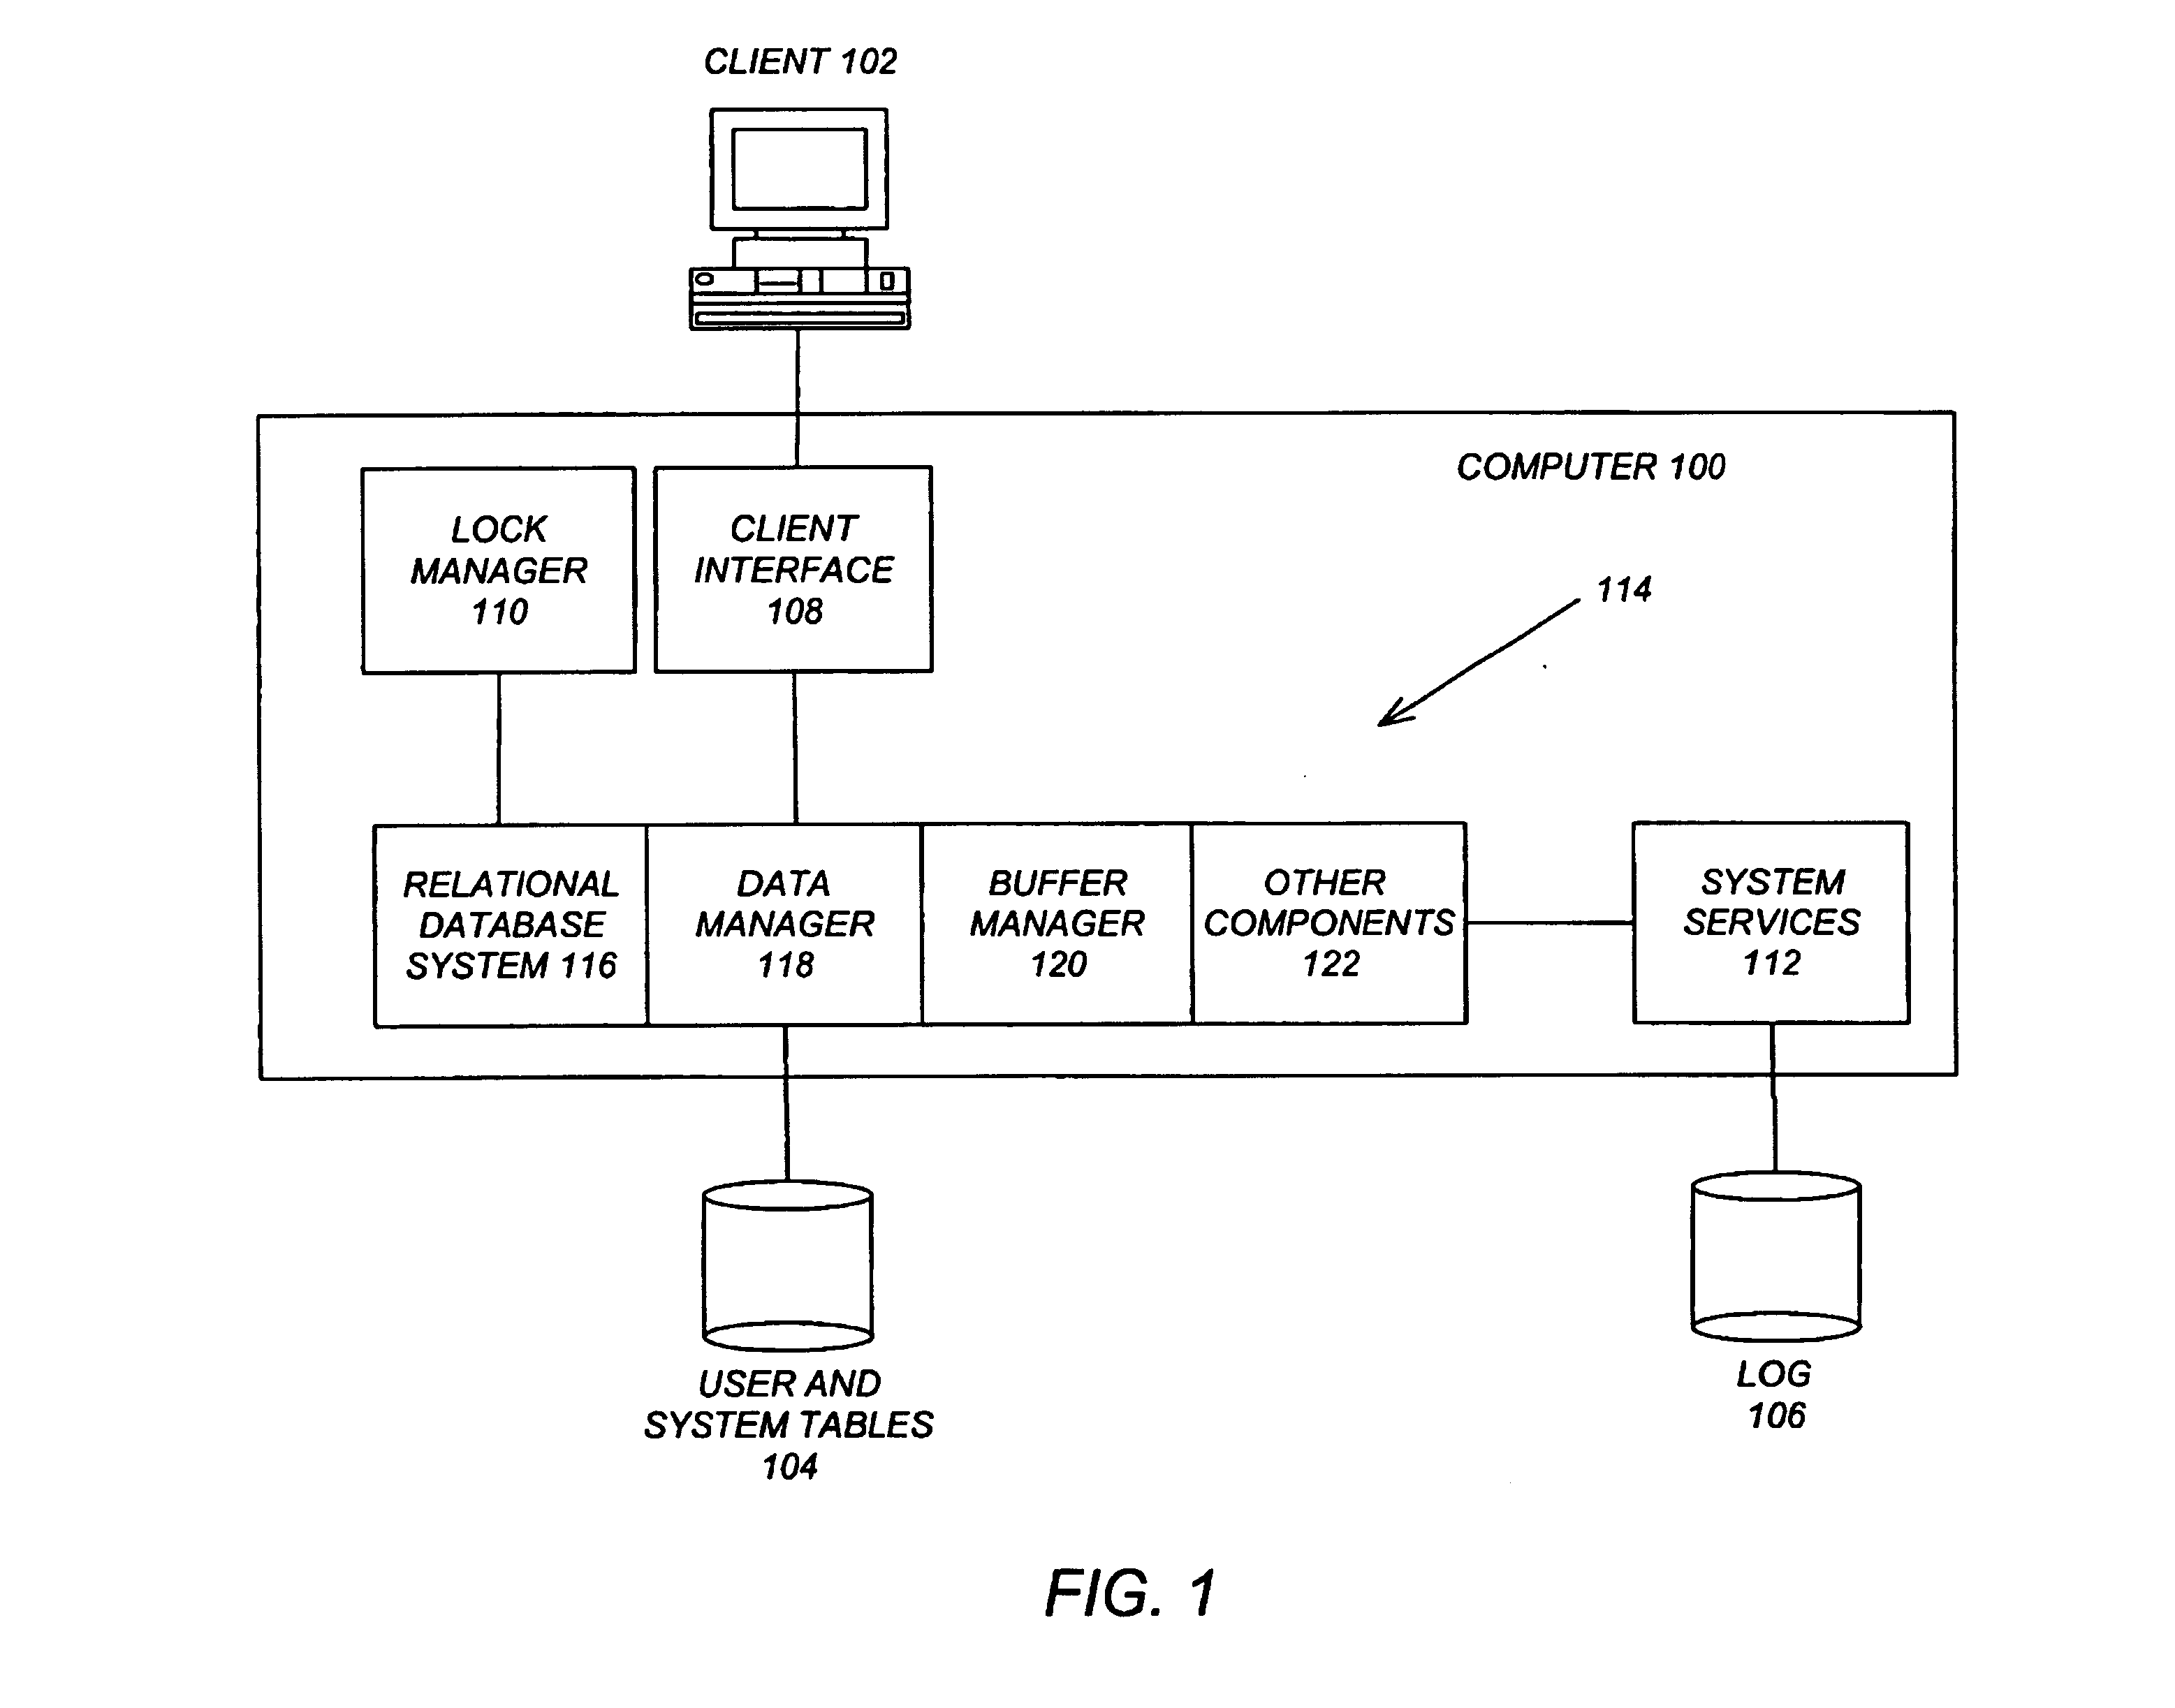 CLIENT 102
COMPUTER 100
LOCK
MANAGER
110
CLIENT
INTERFACE
108
114
RELATIONAL
DATABASE
SYSTEM 116
DATA
MANAGER
118
BUFFER
MANAGER
120
OTHER
COMPONENTS
122
SYSTEM
SERVICES
112
USER AND
SYSTEM TABLES
104
LOG
106
FIG. 1